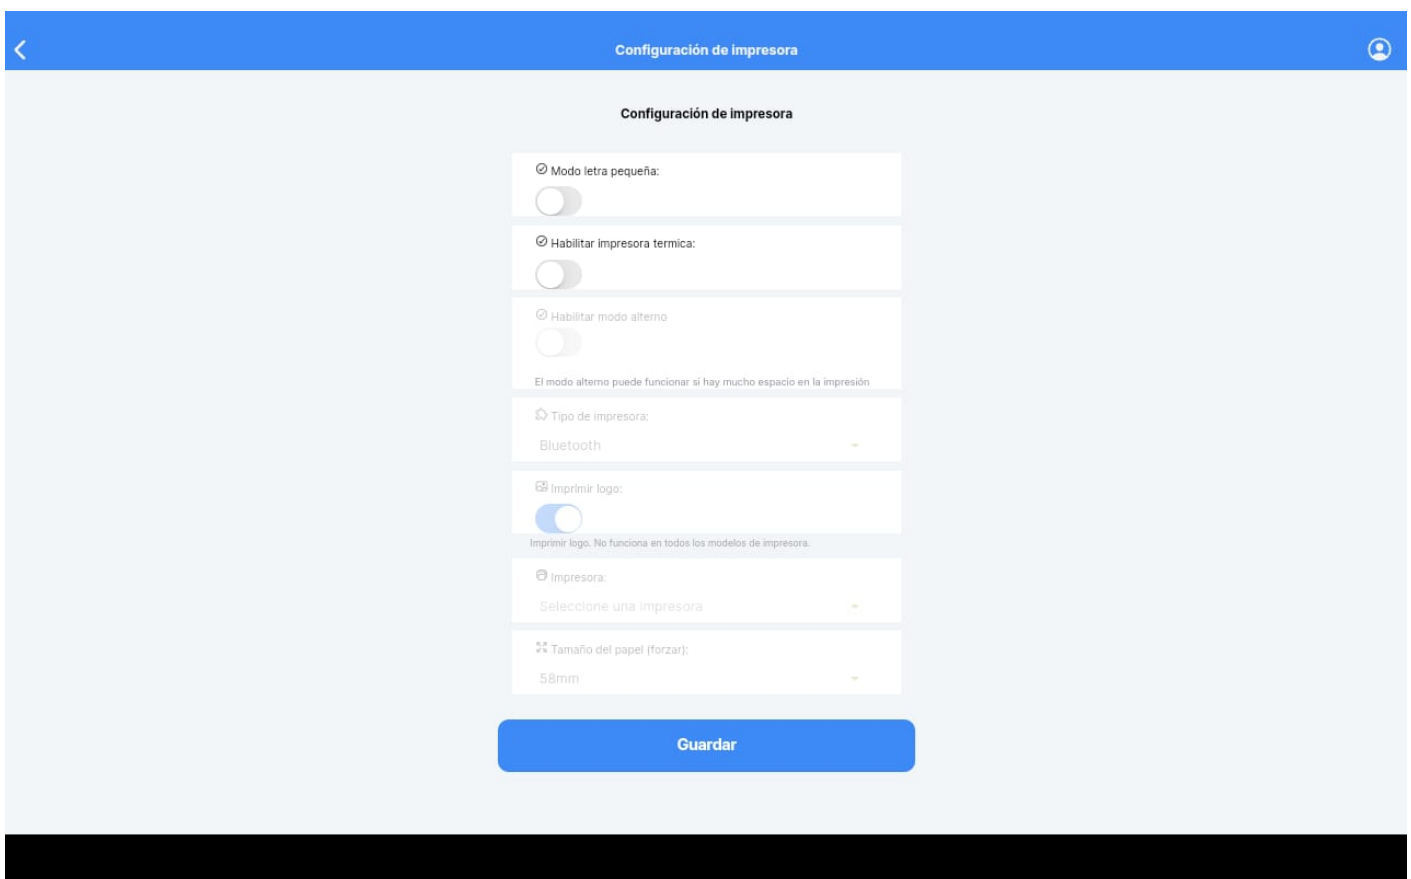 Configuración de impresora
Configuración de impresora
Modo letra pequeña:
Habilitar impresora termica:
Habilitar modo alterno
El modo alterno puede funcionar si hay mucho espacio en la impresión
Tipo de impresora:
Bluetooth
Imprimir logo:
Imprimir logo. No funciona en todos los modelos de impresora.
Impresora:
Seleccione una impresora
Tamaño del papel (forzar):
58mm
Guardar